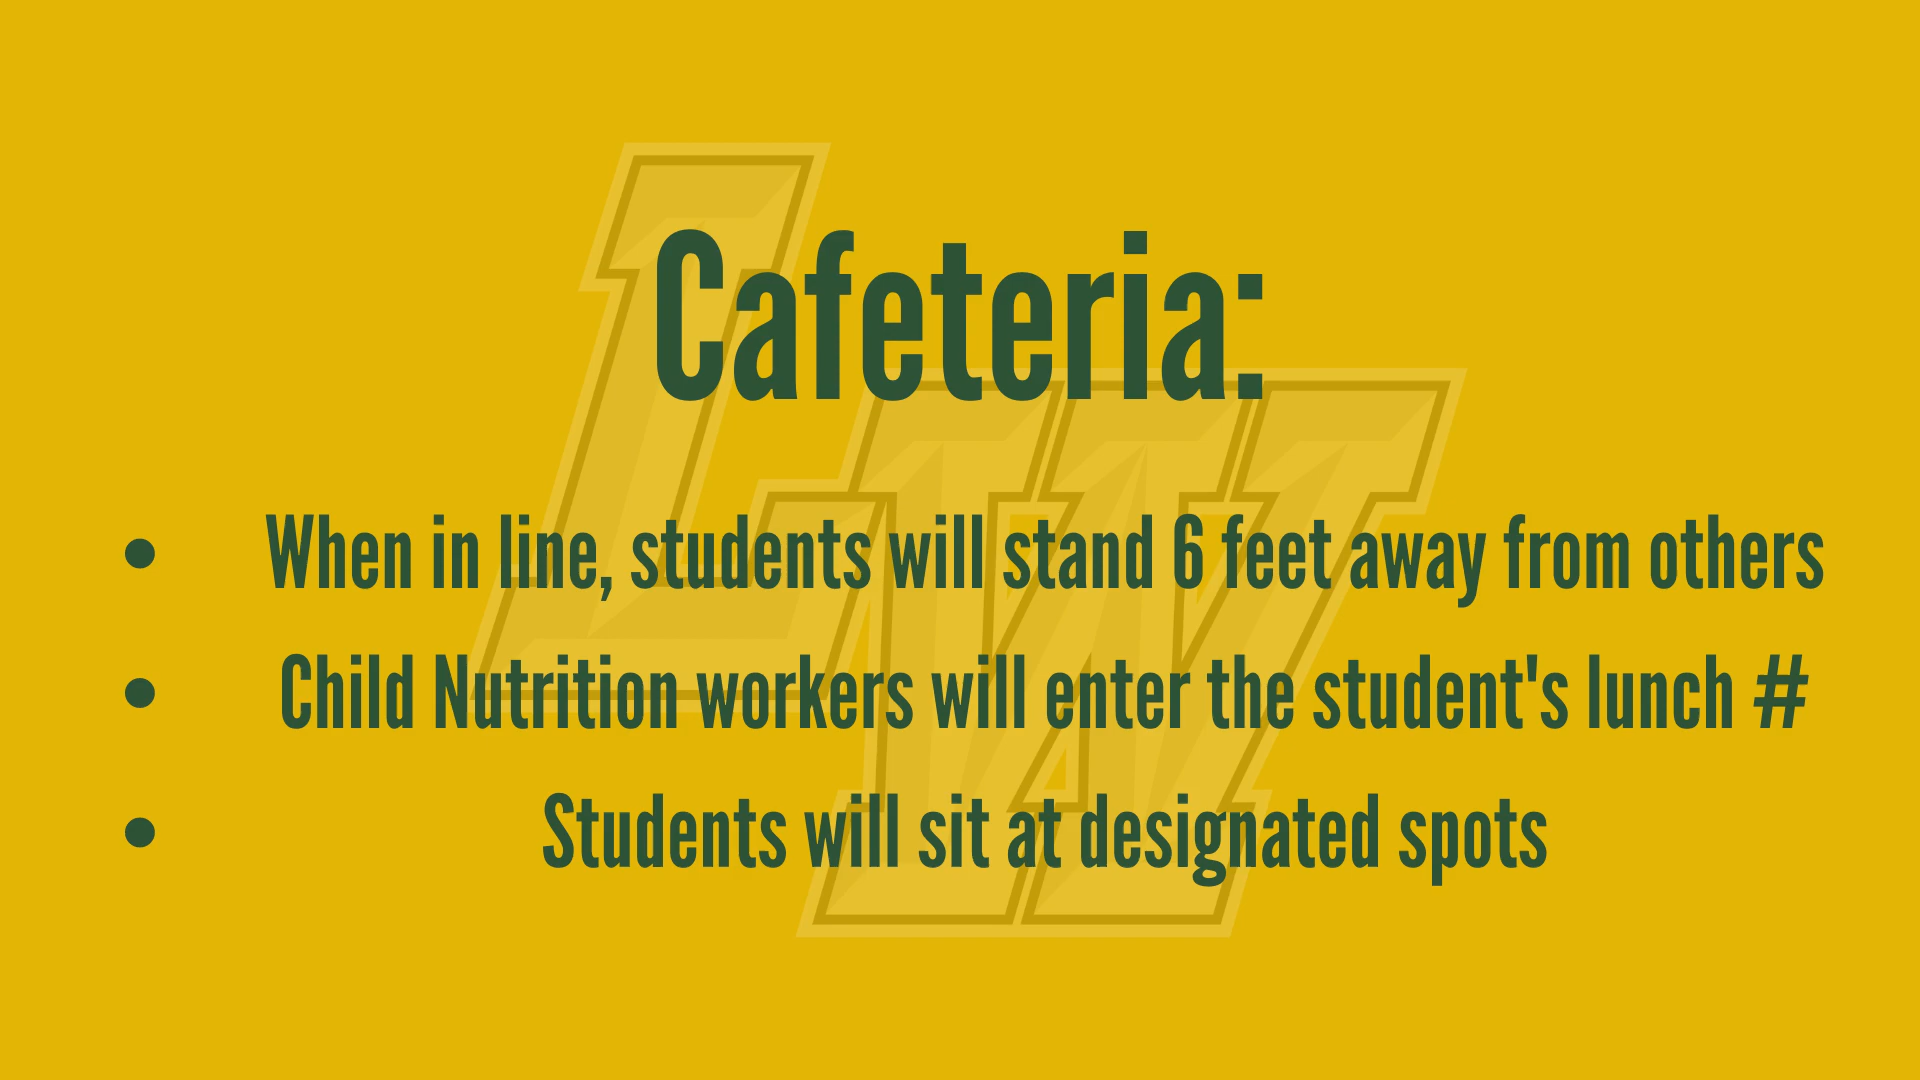 Cafeteria:
LW
• When in line, students will stand 6 feet away from others
• Child Nutrition workers will enter the student's lunch #
• Students will sit at designated spots